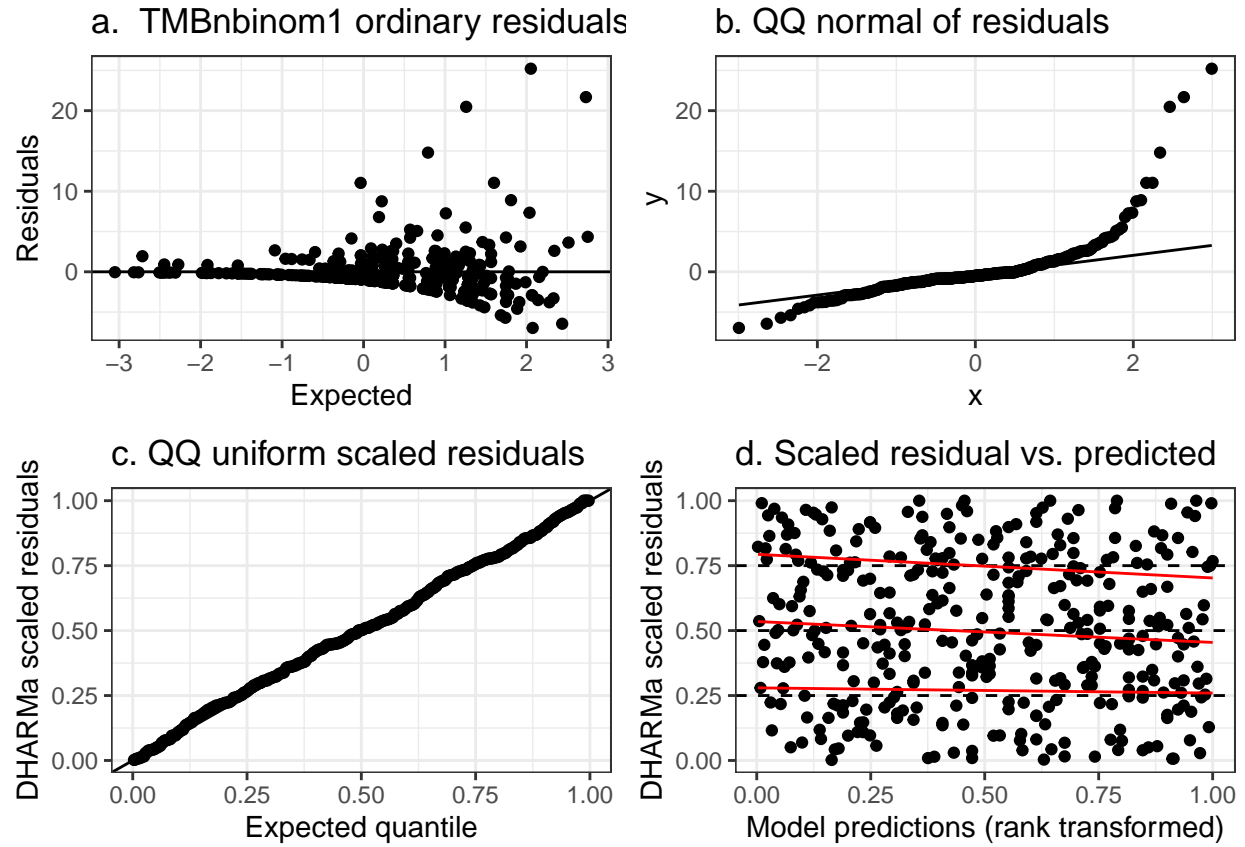 a.  TMBnbinom1 ordinary residuals
Residuals
20
10
0
−3 −2 −1 0 1 2 3
Expected
b. QQ normal of residuals
y
20
10
0
−2 0 2
x
c. QQ uniform scaled residuals
DHARMa scaled residuals
1.00
0.75
0.50
0.25
0.00
0.00 0.25 0.50 0.75 1.00
Expected quantile
d. Scaled residual vs. predicted
DHARMa scaled residuals
1.00
0.75
0.50
0.25
0.00
0.00 0.25 0.50 0.75 1.00
Model predictions (rank transformed)